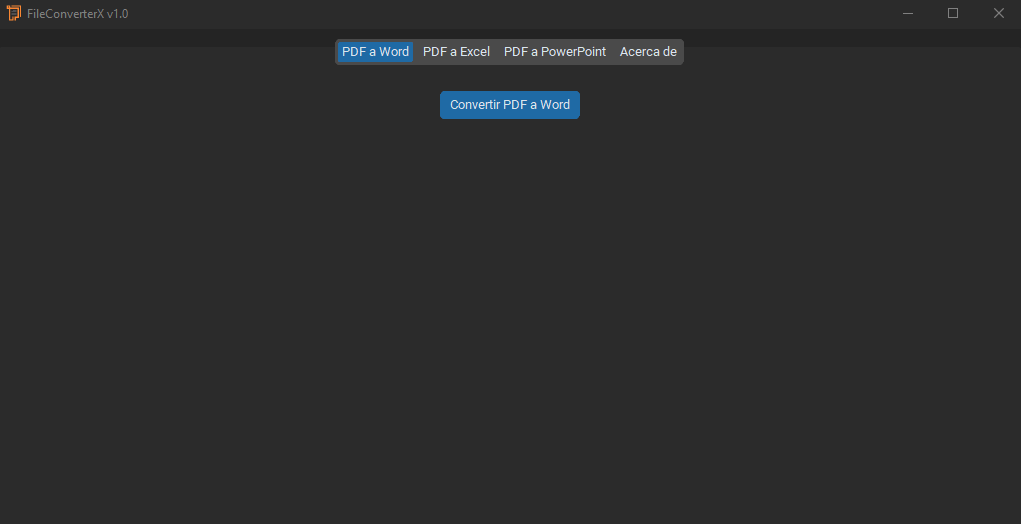 FileConverterX v1.0
PDF a Word PDF a Excel PDF a PowerPoint Acerca de
Convertir PDF a Word